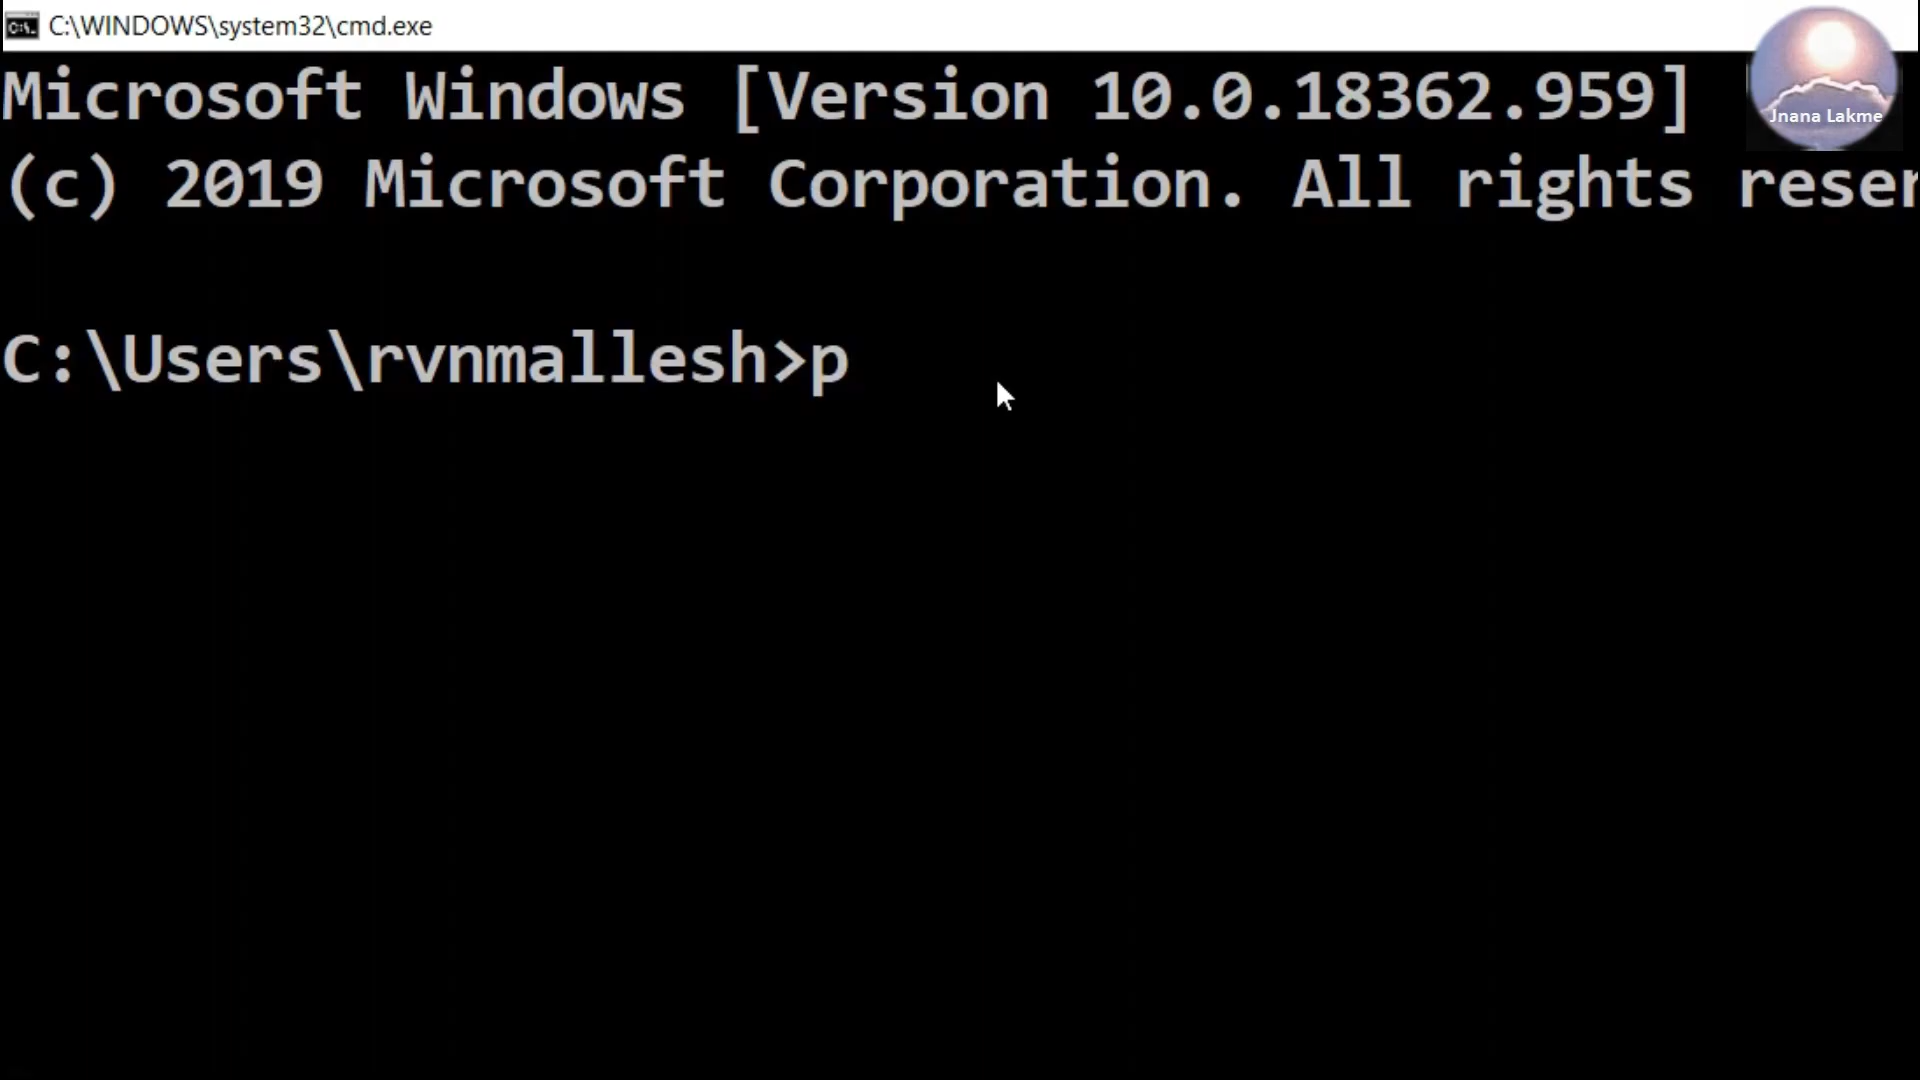 C:\WINDOWS\system32\cmd.exe
Microsoft Windows [Version 10.0.18362.959]
Jnana Lakme
(c) 2019 Microsoft Corporation. All rights reser
C:\Users\rvnmallesh>p